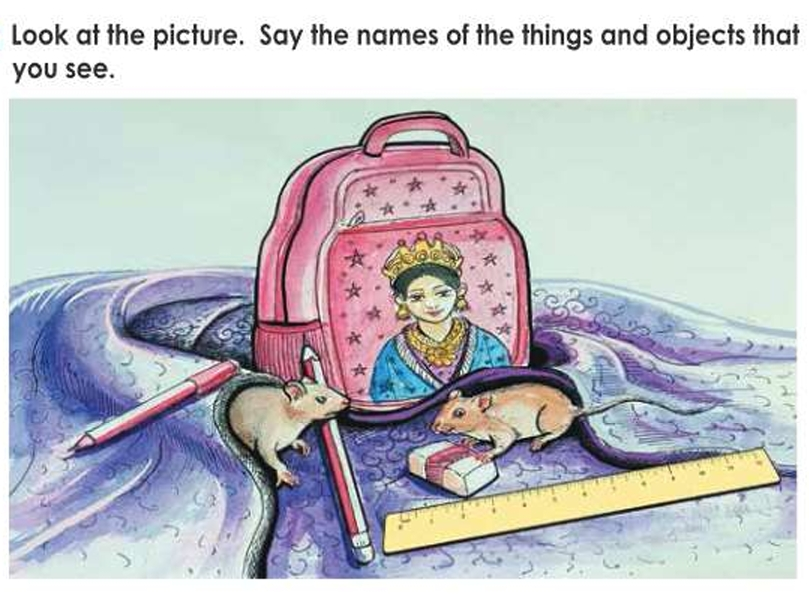 Look at the picture.  Say the names of the things and objects that
you see.